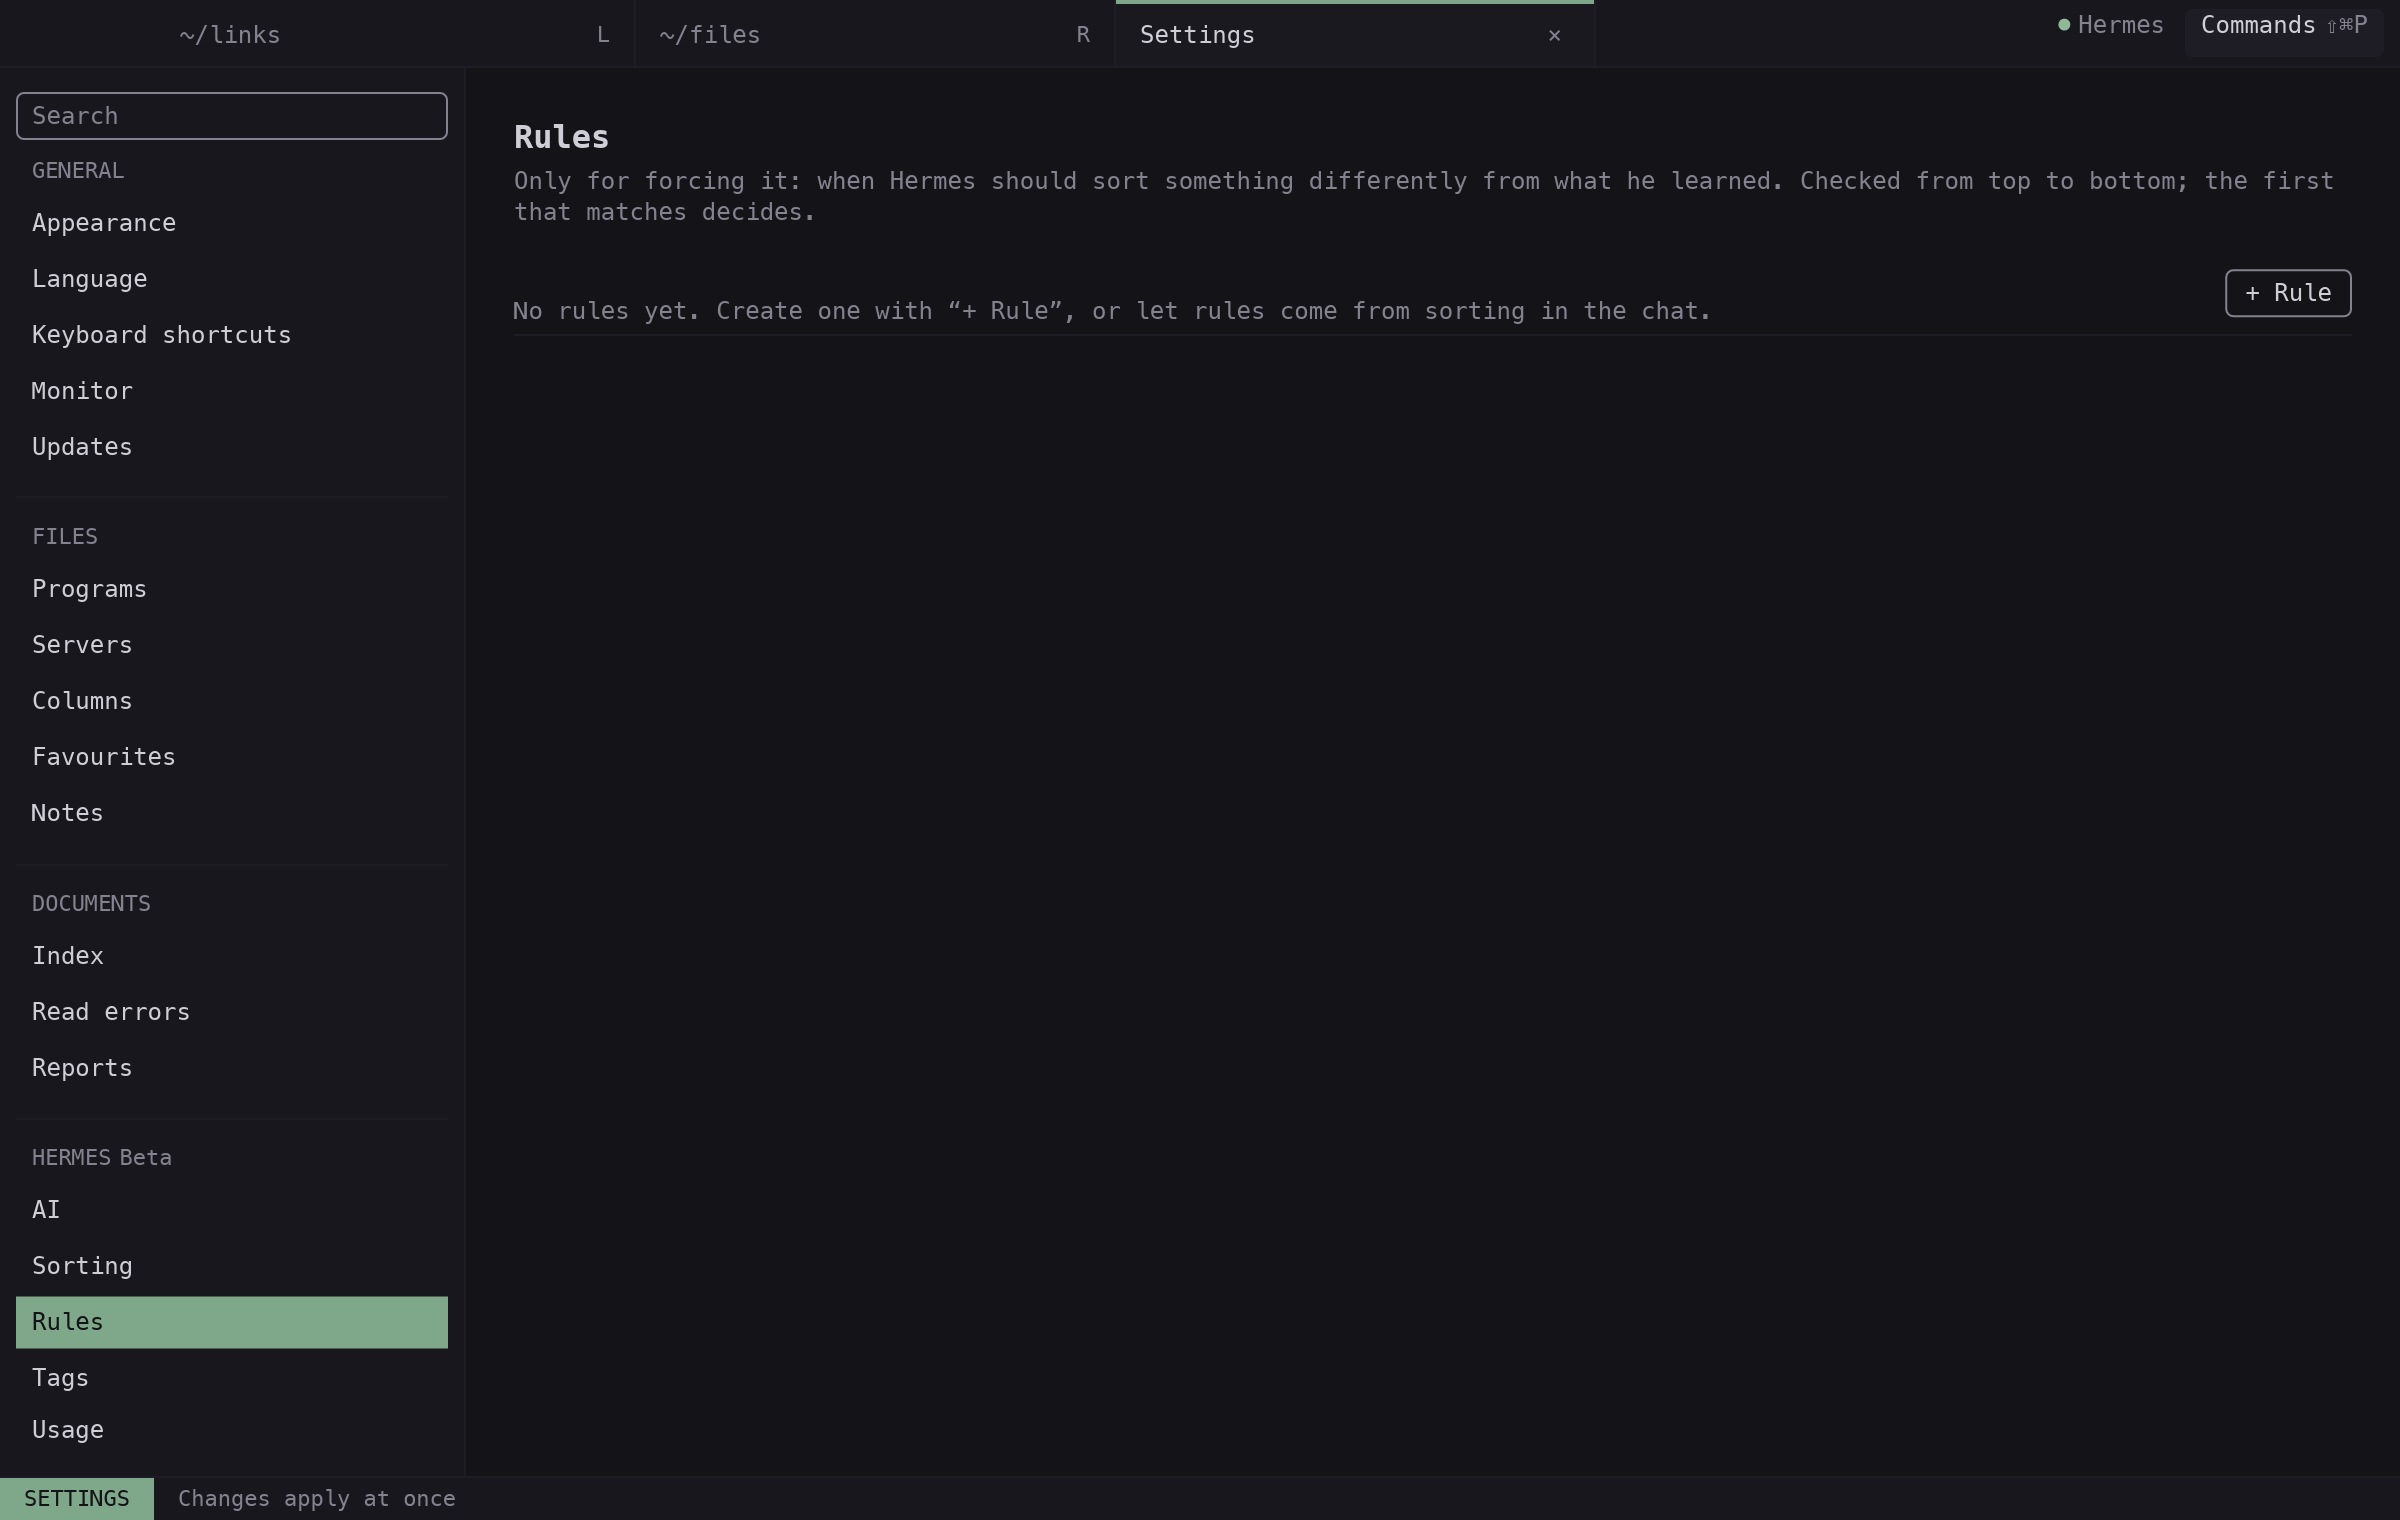 ~/links L ~/files R Settings × Hermes Commands ⇧⌘P
Search
GENERAL
Appearance
Language
Keyboard shortcuts
Monitor
Updates
FILES
Programs
Servers
Columns
Favourites
Notes
DOCUMENTS
Index
Read errors
Reports
HERMES Beta
AI
Sorting
Rules
Tags
Usage
Rules
Only for forcing it: when Hermes should sort something differently from what he learned. Checked from top to bottom; the first
that matches decides.
+ Rule
No rules yet. Create one with “+ Rule”, or let rules come from sorting in the chat.
SETTINGS Changes apply at once